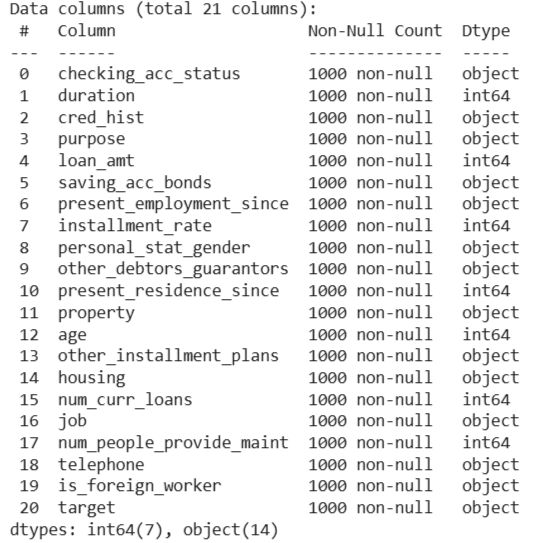 Data columns (total 21 columns):
 #   Column                    Non-Null Count  Dtype
---  ------                    --------------  -----
 0   checking_acc_status       1000 non-null   object
 1   duration                  1000 non-null   int64
 2   cred_hist                 1000 non-null   object
 3   purpose                   1000 non-null   object
 4   loan_amt                  1000 non-null   int64
 5   saving_acc_bonds          1000 non-null   object
 6   present_employment_since  1000 non-null   object
 7   installment_rate          1000 non-null   int64
 8   personal_stat_gender      1000 non-null   object
 9   other_debtors_guarantors  1000 non-null   object
 10  present_residence_since   1000 non-null   int64
 11  property                  1000 non-null   object
 12  age                       1000 non-null   int64
 13  other_installment_plans   1000 non-null   object
 14  housing                   1000 non-null   object
 15  num_curr_loans            1000 non-null   int64
 16  job                       1000 non-null   object
 17  num_people_provide_maint  1000 non-null   int64
 18  telephone                 1000 non-null   object
 19  is_foreign_worker         1000 non-null   object
 20  target                    1000 non-null   object
dtypes: int64(7), object(14)